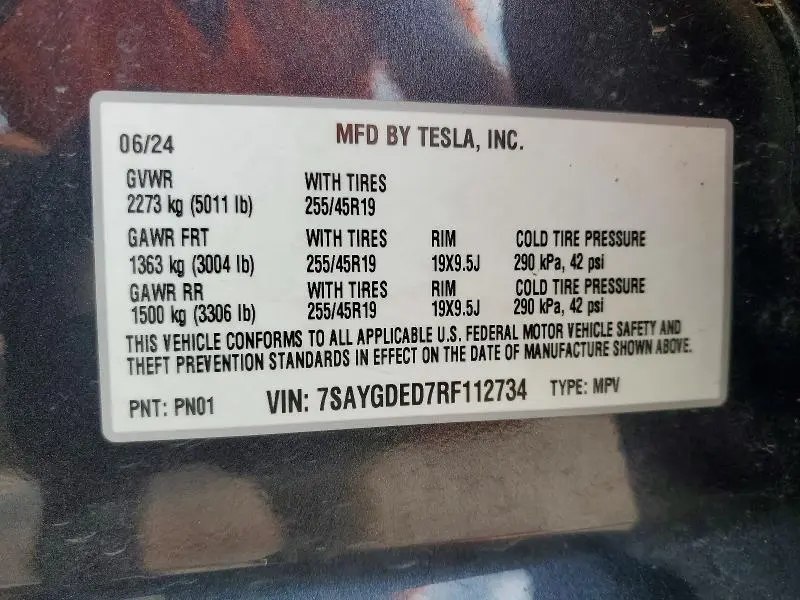 06/24 MFD BY TESLA, INC.
GVWR WITH TIRES
2273 kg (5011 lb) 255/45R19
GAWR FRT WITH TIRES RIM COLD TIRE PRESSURE
1363 kg (3004 lb) 255/45R19 19X9.5J 290 kPa, 42 psi
GAWR RR WITH TIRES RIM COLD TIRE PRESSURE
1500 kg (3306 lb) 255/45R19 19X9.5J 290 kPa, 42 psi
THIS VEHICLE CONFORMS TO ALL APPLICABLE U.S. FEDERAL MOTOR VEHICLE SAFETY AND
THEFT PREVENTION STANDARDS IN EFFECT ON THE DATE OF MANUFACTURE SHOWN ABOVE.
PNT: PN01 VIN: 7SAYGDED7RF112734 TYPE: MPV